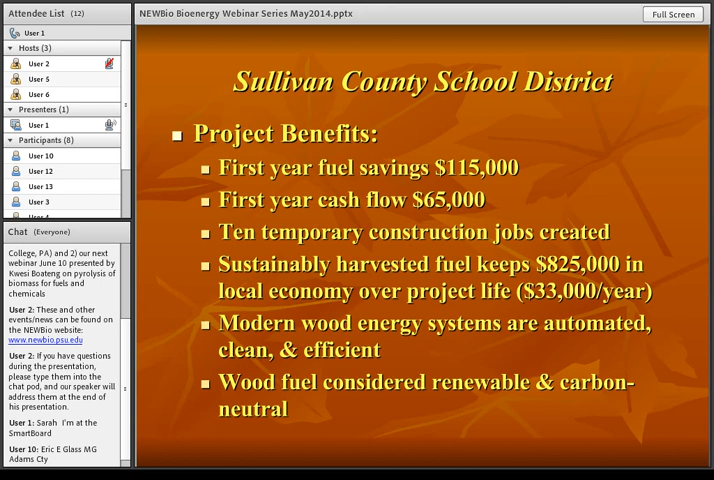 Attendee List (12)
User 1
Hosts (3)
User 2
User 5
User 6
Presenters (1)
User 1
Participants (8)
User 10
User 12
User 13
User 3
Chat (Everyone)
College, PA) and 2) our next
webinar June 10 presented by
Kwesi Boateng on pyrolysis of
biomass for fuels and
chemicals
User 2: These and other
events/news can be found on
the NEWBio website:
www.newbio.psu.edu
User 2: If you have questions
during the presentation,
please type them into the
chat pod, and our speaker will
address them at the end of
his presentation.
User 1: Sarah I'm at the
SmartBoard
User 10: Eric E Glass MG
Adams Cty
NEWBio Bioenergy Webinar Series May2014.pptx
Full Screen
Sullivan County School District
Project Benefits:
First year fuel savings $115,000
First year cash flow $65,000
Ten temporary construction jobs created
Sustainably harvested fuel keeps $825,000 in
local economy over project life ($33,000/year)
Modern wood energy systems are automated,
clean, & efficient
Wood fuel considered renewable & carbon-
neutral